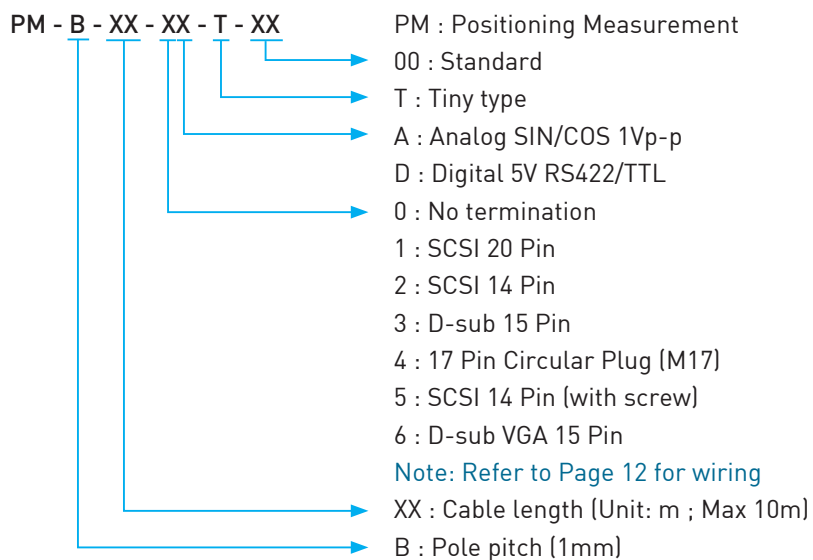 PM - B - XX - XX - T - XX PM : Positioning Measurement
00 : Standard
T : Tiny type
A : Analog SIN/COS 1Vp-p
D : Digital 5V RS422/TTL
0 : No termination
1 : SCSI 20 Pin
2 : SCSI 14 Pin
3 : D-sub 15 Pin
4 : 17 Pin Circular Plug (M17)
5 : SCSI 14 Pin (with screw)
6 : D-sub VGA 15 Pin
Note: Refer to Page 12 for wiring
XX : Cable length (Unit: m ; Max 10m)
B : Pole pitch (1mm)